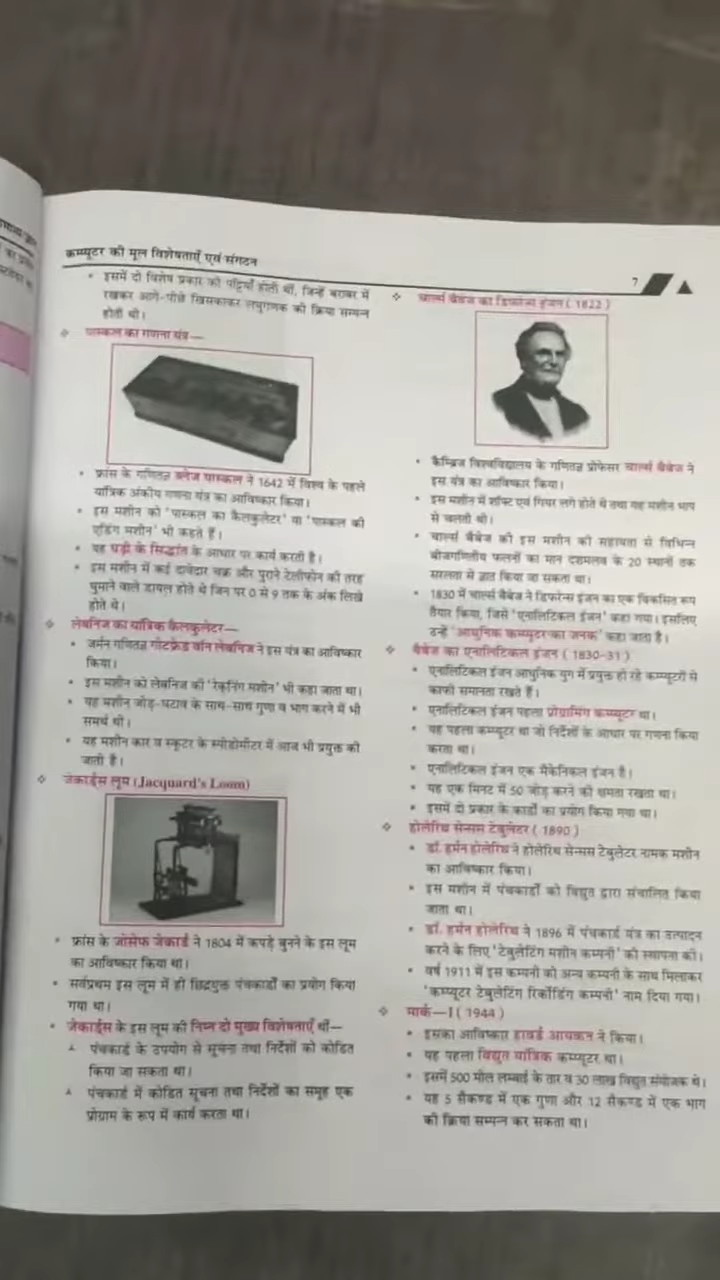 कम्प्यूटर की मूल विशेषताएँ एवं संगठन
7
• इसमें दो विशेष प्रकार की पट्टियाँ होती थीं, जिन्हें बराबर में
रखकर आगे-पीछे खिसकाकर लघुगणक की क्रिया सम्पन्न
होती थी।
❖ पास्कल का गणना यंत्र—
• फ्रांस के गणितज्ञ ब्लेज पास्कल ने 1642 में विश्व के पहले
यांत्रिक अंकीय गणना यंत्र का आविष्कार किया।
• इस मशीन को 'पास्कल का कैलकुलेटर' या 'पास्कल की
एडिंग मशीन' भी कहते हैं।
• यह घड़ी के सिद्धांत के आधार पर कार्य करती है।
• इस मशीन में कई दांतेदार चक्र और पुराने टेलीफोन की तरह
घुमाने वाले डायल होते थे जिन पर 0 से 9 तक के अंक लिखे
होते थे।
❖ लेबनिज का यांत्रिक कैलकुलेटर—
• जर्मन गणितज्ञ गॉटफ्रेड वॉन लेबनिज ने इस यंत्र का आविष्कार
किया।
• इस मशीन को लेबनिज की 'रेकनिंग मशीन' भी कहा जाता था।
• यह मशीन जोड़-घटाव के साथ-साथ गुणा व भाग करने में भी
समर्थ थी।
• यह मशीन कार व स्कूटर के स्पीडोमीटर में आज भी प्रयुक्त की
जाती है।
❖ जेकार्ड्स लूम (Jacquard's Loom)
• फ्रांस के जोसेफ जेकार्ड ने 1804 में कपड़े बुनने के इस लूम
का आविष्कार किया था।
• सर्वप्रथम इस लूम में ही छिद्रयुक्त पंचकार्डों का प्रयोग किया
गया था।
• जेकार्ड्स के इस लूम की निम्न दो मुख्य विशेषताएँ थीं—
▲ पंचकार्ड के उपयोग से सूचना तथा निर्देशों को कोडित
किया जा सकता था।
▲ पंचकार्ड में कोडित सूचना तथा निर्देशों का समूह एक
प्रोग्राम के रूप में कार्य करता था।
❖ चार्ल्स बैबेज का डिफरेन्स इंजन ( 1822 )
• कैम्ब्रिज विश्वविद्यालय के गणितज्ञ प्रोफेसर चार्ल्स बैबेज ने
इस यंत्र का आविष्कार किया।
• इस मशीन में शॉफ्ट एवं गियर लगे होते थे तथा यह मशीन भाप
से चलती थी।
• चार्ल्स बैबेज की इस मशीन की सहायता से विभिन्न
बीजगणितीय फलनों का मान दशमलव के 20 स्थानों तक
सरलता से ज्ञात किया जा सकता था।
• 1830 में चार्ल्स बैबेज ने डिफरेन्स इंजन का एक विकसित रूप
तैयार किया, जिसे 'एनालिटिकल इंजन' कहा गया। इसलिए
उन्हें 'आधुनिक कम्प्यूटर का जनक' कहा जाता है।
❖ बैबेज का एनालिटिकल इंजन ( 1830-31 )
• एनालिटिकल इंजन आधुनिक युग में प्रयुक्त हो रहे कम्प्यूटरों से
काफी समानता रखते हैं।
• एनालिटिकल इंजन पहला प्रोग्रामिंग कम्प्यूटर था।
• यह पहला कम्प्यूटर था जो निर्देशों के आधार पर गणना किया
करता था।
• एनालिटिकल इंजन एक मैकेनिकल इंजन है।
• यह एक मिनट में 50 जोड़ करने की क्षमता रखता था।
• इसमें दो प्रकार के कार्डों का प्रयोग किया गया था।
❖ होलेरिथ सेन्सस टेबुलेटर ( 1890 )
• डॉ. हर्मन होलेरिथ ने होलेरिथ सेन्सस टेबुलेटर नामक मशीन
का आविष्कार किया।
• इस मशीन में पंचकार्डों को विद्युत द्वारा संचालित किया
जाता था।
• डॉ. हर्मन होलेरिथ ने 1896 में पंचकार्ड यंत्र का उत्पादन
करने के लिए 'टेबुलेटिंग मशीन कम्पनी' की स्थापना की।
• वर्ष 1911 में इस कम्पनी को अन्य कम्पनी के साथ मिलाकर
'कम्प्यूटर टेबुलेटिंग रिकॉर्डिंग कम्पनी' नाम दिया गया।
❖ मार्क—I ( 1944 )
• इसका आविष्कार हावर्ड आयकन ने किया।
• यह पहला विद्युत यांत्रिक कम्प्यूटर था।
• इसमें 500 मील लम्बाई के तार व 30 लाख विद्युत संयोजक थे।
• यह 5 सैकण्ड में एक गुणा और 12 सैकण्ड में एक भाग
की क्रिया सम्पन्न कर सकता था।